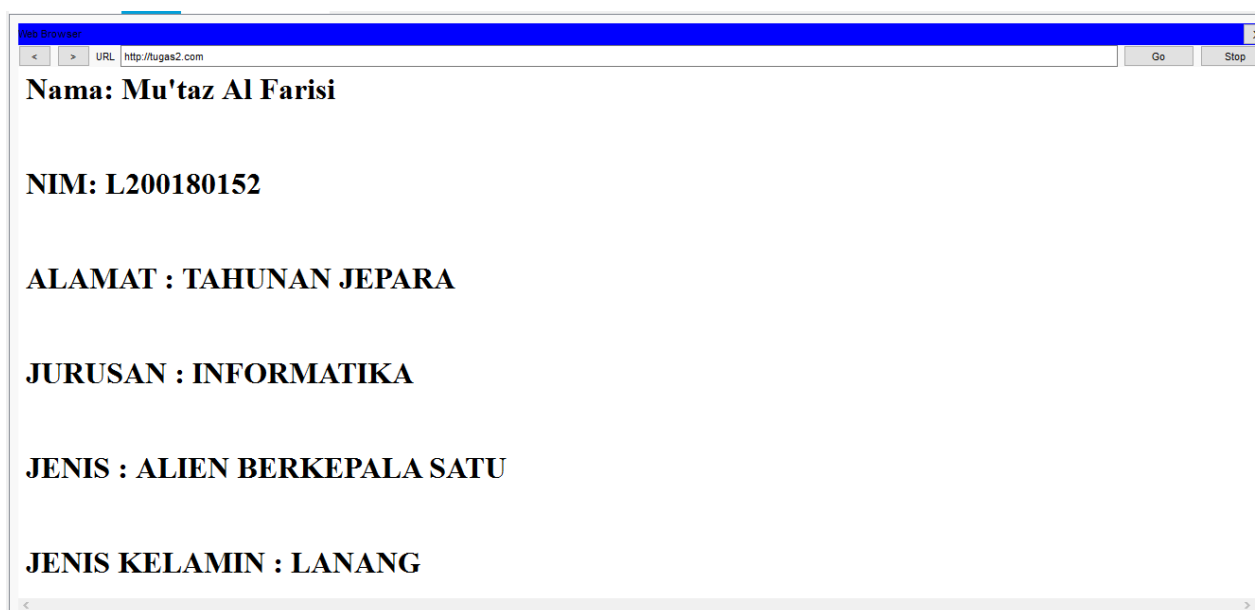 Web Browser
< > URL http://tugas2.com Go Stop
Nama: Mu'taz Al Farisi
NIM: L200180152
ALAMAT : TAHUNAN JEPARA
JURUSAN : INFORMATIKA
JENIS : ALIEN BERKEPALA SATU
JENIS KELAMIN : LANANG